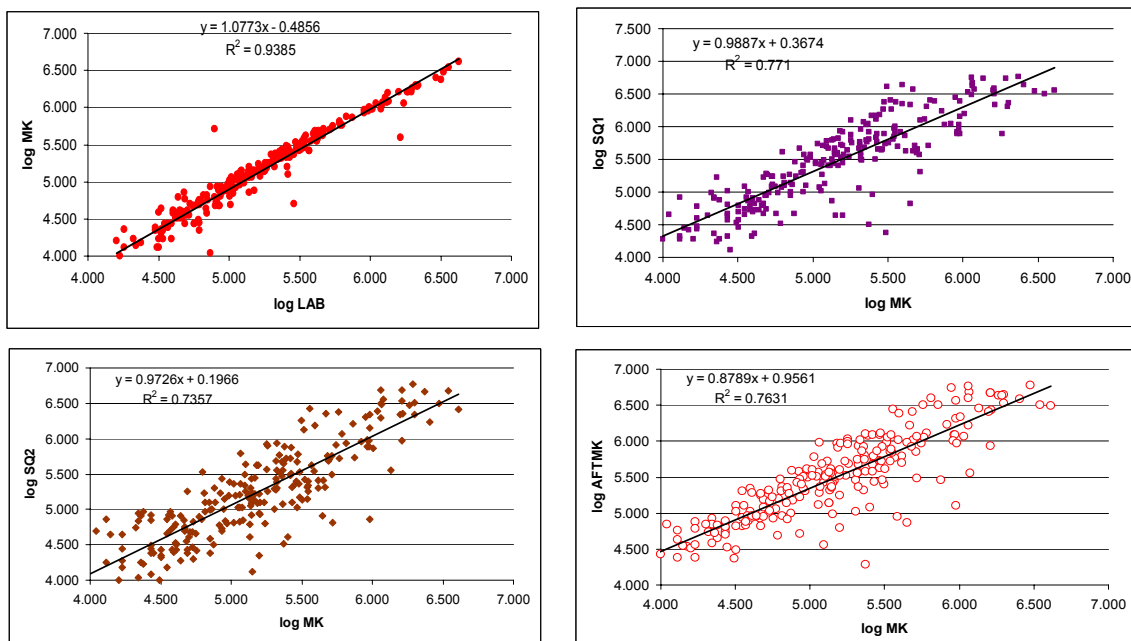 y = 1.0773x - 0.4856
R² = 0.9385
7.000
6.500
6.000
5.500
5.000
4.500
4.000
4.000 4.500 5.000 5.500 6.000 6.500 7.000
log MK
log LAB
y = 0.9887x + 0.3674
R² = 0.771
7.500
7.000
6.500
6.000
5.500
5.000
4.500
4.000
4.000 4.500 5.000 5.500 6.000 6.500 7.000
log SQ1
log MK
y = 0.9726x + 0.1966
R² = 0.7357
7.000
6.500
6.000
5.500
5.000
4.500
4.000
4.000 4.500 5.000 5.500 6.000 6.500 7.000
log SQ2
log MK
y = 0.8789x + 0.9561
R² = 0.7631
7.000
6.500
6.000
5.500
5.000
4.500
4.000
4.000 4.500 5.000 5.500 6.000 6.500 7.000
log AFTMK
log MK